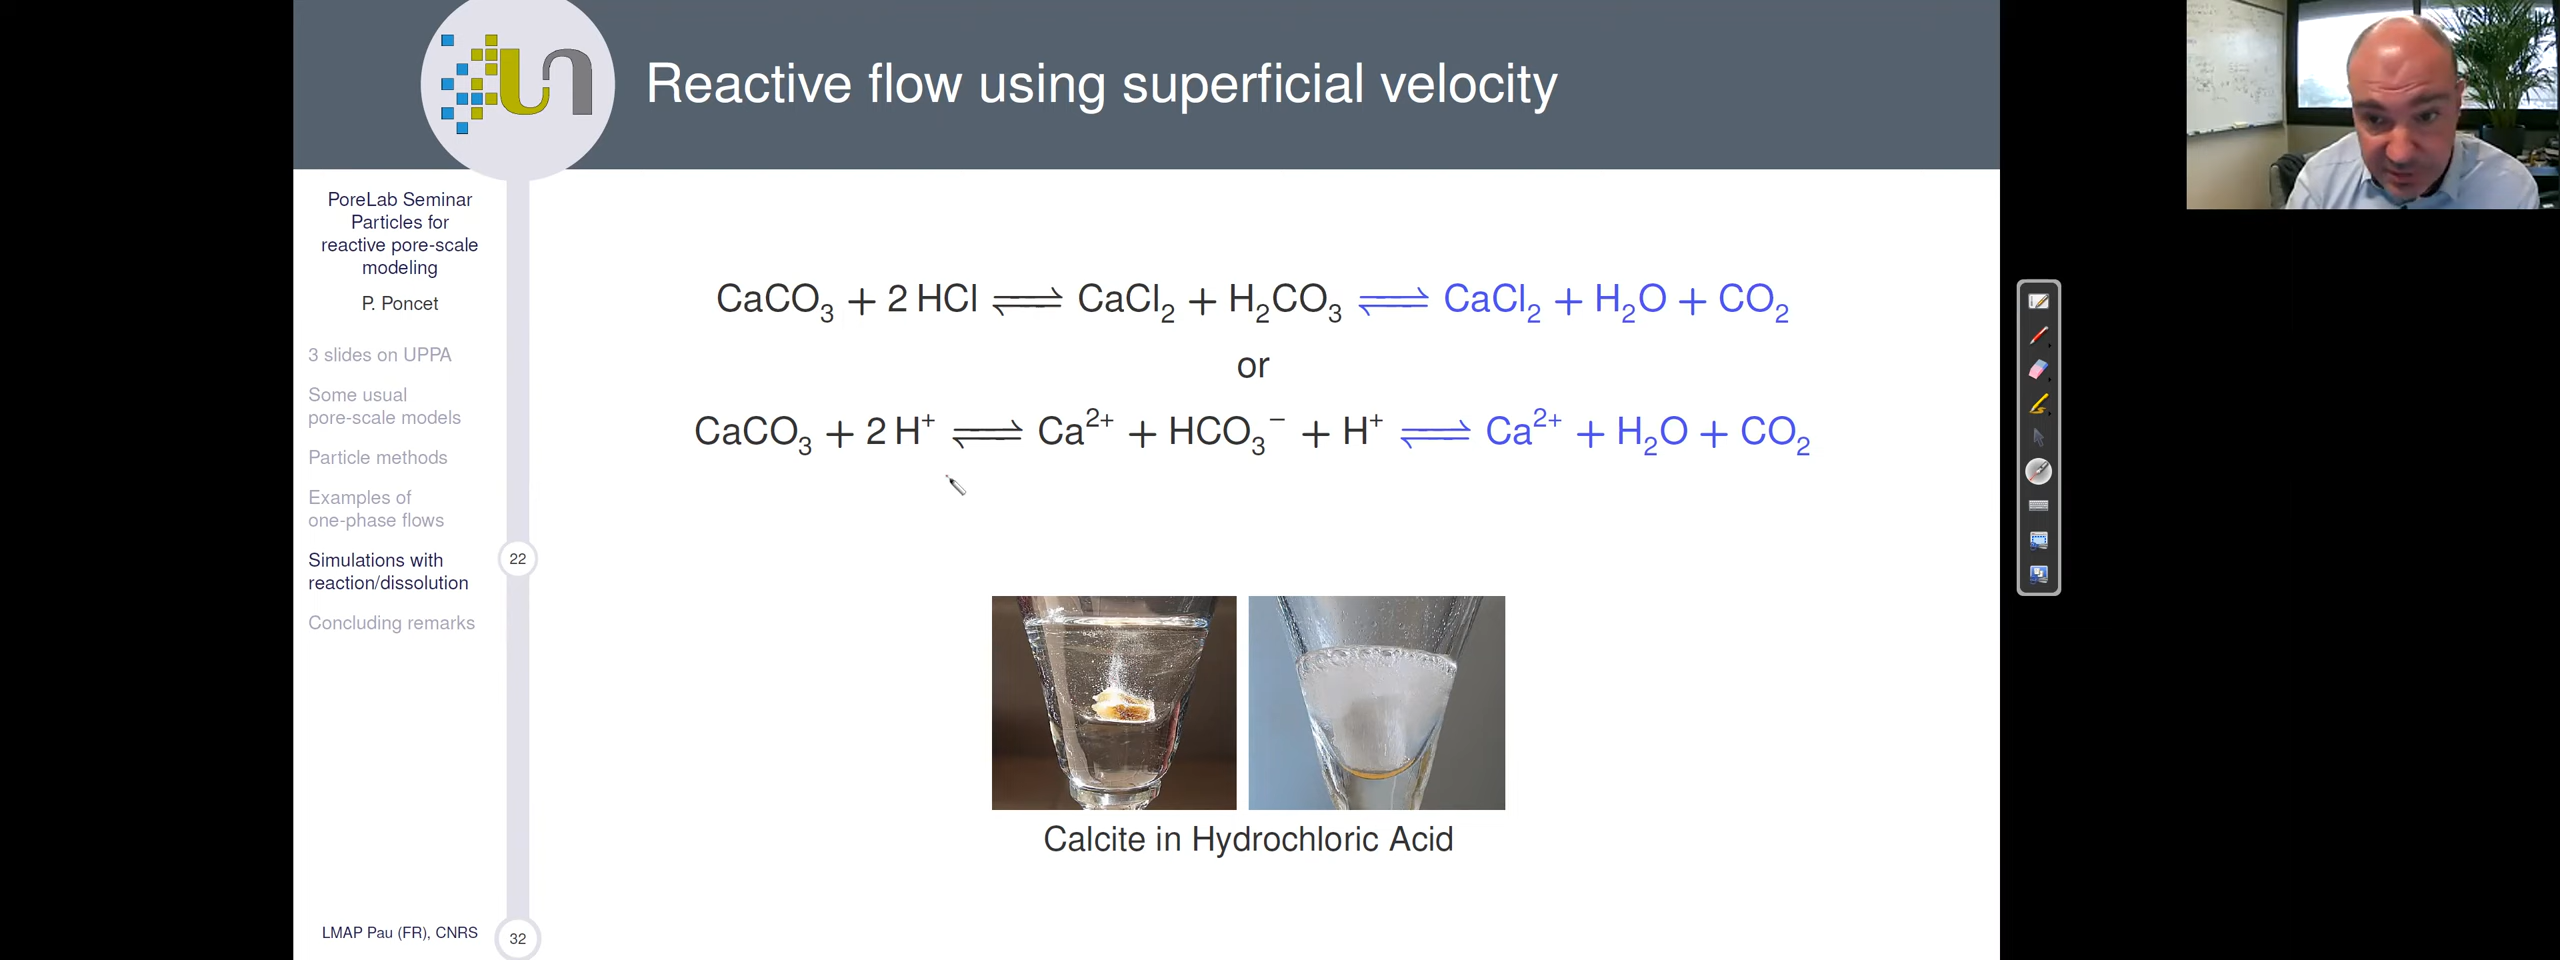 Reactive flow using superficial velocity
PoreLab Seminar
Particles for
reactive pore-scale
modeling
P. Poncet
3 slides on UPPA
Some usual
pore-scale models
Particle methods
Examples of
one-phase flows
Simulations with
reaction/dissolution
Concluding remarks
22
CaCO₃ + 2 HCl ⇌ CaCl₂ + H₂CO₃ ⇌ CaCl₂ + H₂O + CO₂
or
CaCO₃ + 2 H⁺ ⇌ Ca²⁺ + HCO₃⁻ + H⁺ ⇌ Ca²⁺ + H₂O + CO₂
Calcite in Hydrochloric Acid
LMAP Pau (FR), CNRS
32